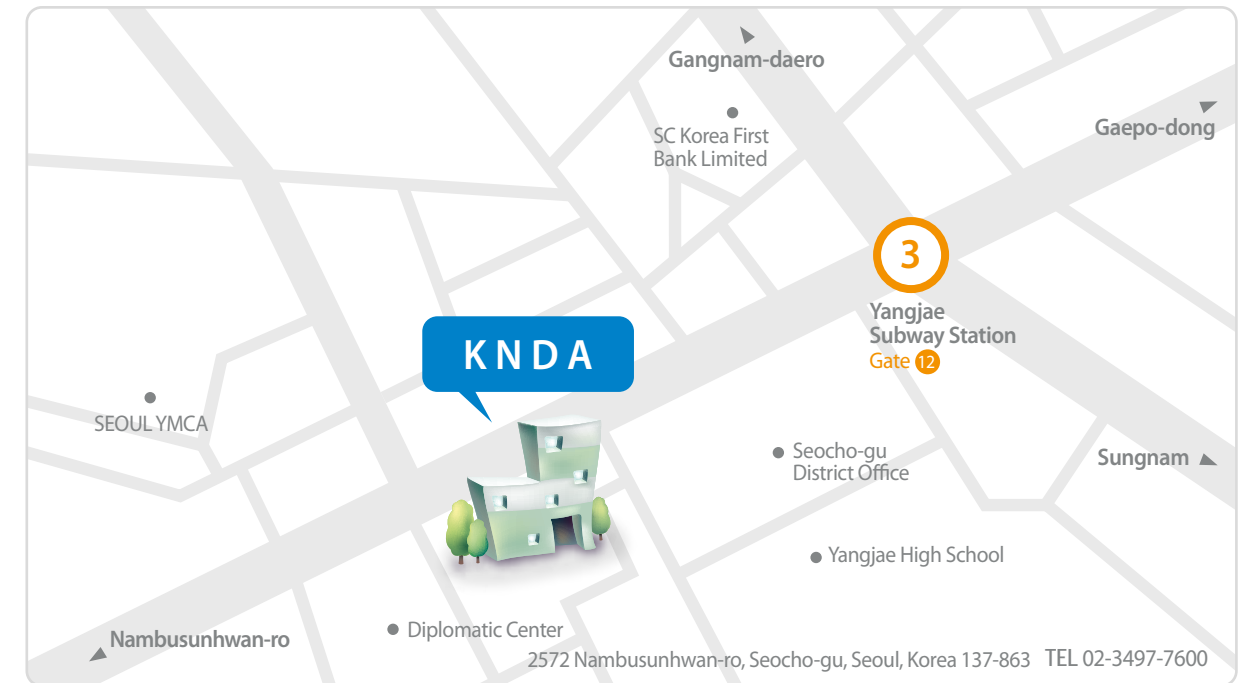 Gangnam-daero
SC Korea First
Bank Limited
Gaepo-dong
3
Yangjae
Subway Station
Gate 12
KNDA
SEOUL YMCA
Seocho-gu
District Office
Sungnam
Yangjae High School
Diplomatic Center
Nambusunhwan-ro
2572 Nambusunhwan-ro, Seocho-gu, Seoul, Korea 137-863 TEL 02-3497-7600